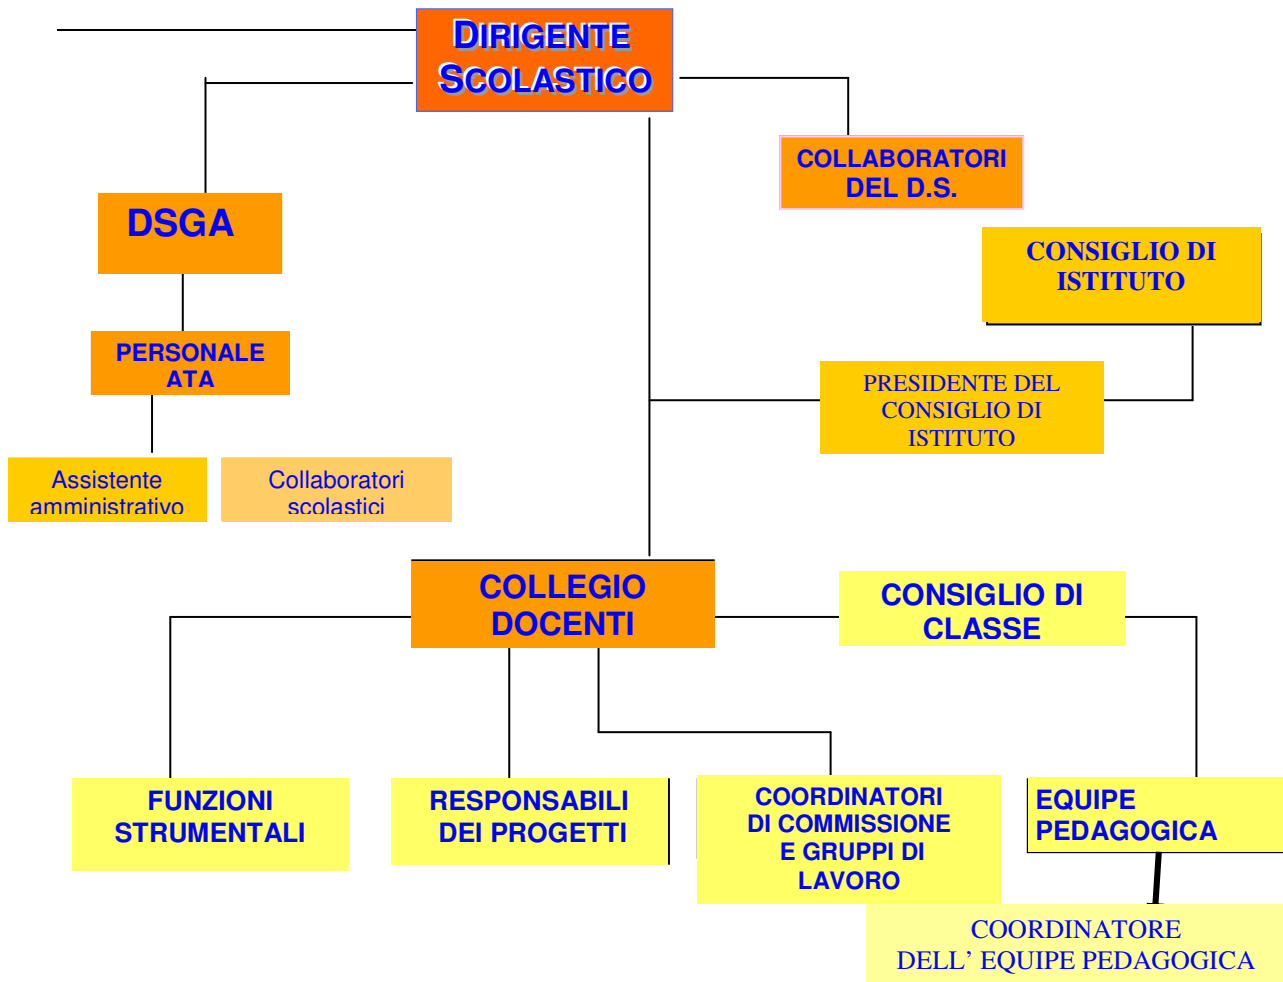 DIRIGENTE
SCOLASTICO
COLLABORATORI
DEL D.S.
DSGA
CONSIGLIO DI
ISTITUTO
PERSONALE
ATA
PRESIDENTE DEL
CONSIGLIO DI
ISTITUTO
Assistente
amministrativo
Collaboratori
scolastici
COLLEGIO
DOCENTI
CONSIGLIO DI
CLASSE
FUNZIONI
STRUMENTALI
RESPONSABILI
DEI PROGETTI
COORDINATORI
DI COMMISSIONE
E GRUPPI DI
LAVORO
EQUIPE
PEDAGOGICA
COORDINATORE
DELL' EQUIPE PEDAGOGICA